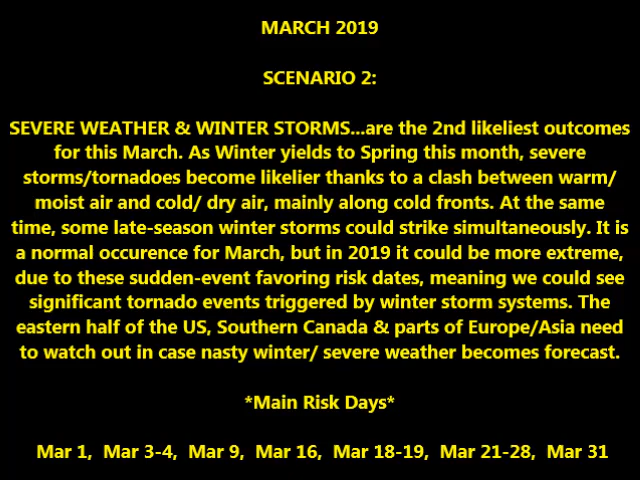 MARCH 2019
SCENARIO 2:
SEVERE WEATHER & WINTER STORMS...are the 2nd likeliest outcomes
for this March. As Winter yields to Spring this month, severe
storms/tornadoes become likelier thanks to a clash between warm/
moist air and cold/ dry air, mainly along cold fronts. At the same
time, some late-season winter storms could strike simultaneously. It is
a normal occurence for March, but in 2019 it could be more extreme,
due to these sudden-event favoring risk dates, meaning we could see
significant tornado events triggered by winter storm systems. The
eastern half of the US, Southern Canada & parts of Europe/Asia need
to watch out in case nasty winter/ severe weather becomes forecast.
*Main Risk Days*
Mar 1, Mar 3-4, Mar 9, Mar 16, Mar 18-19, Mar 21-28, Mar 31